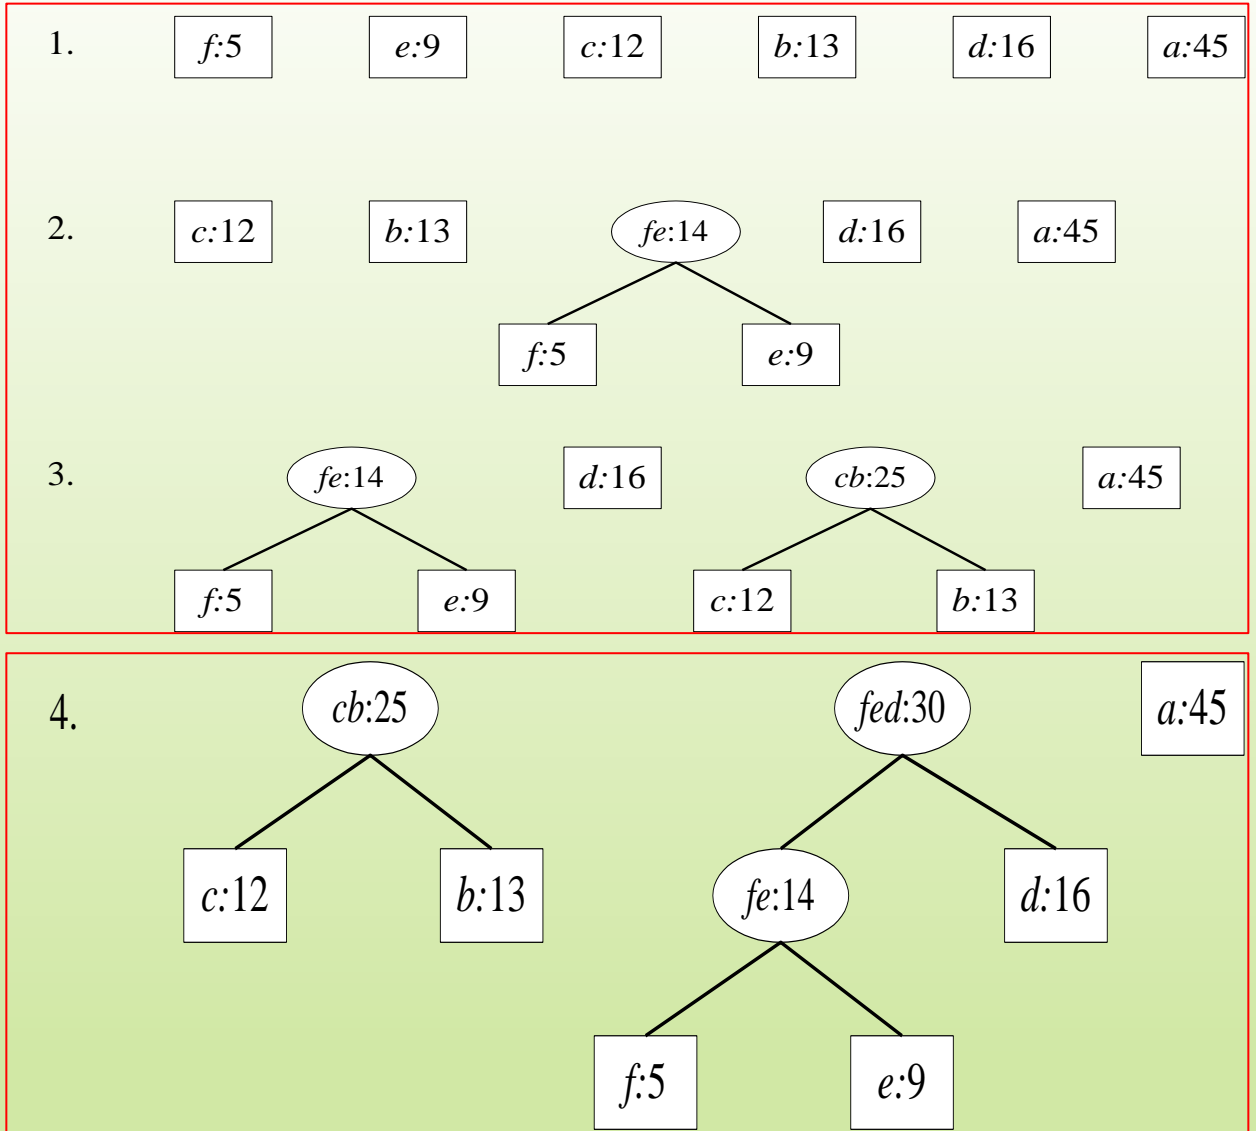 1. f:5 e:9 c:12 b:13 d:16 a:45
2. c:12 b:13 fe:14 d:16 a:45
f:5 e:9
3. fe:14 d:16 cb:25 a:45
f:5 e:9 c:12 b:13
4. cb:25 fed:30 a:45
c:12 b:13 fe:14 d:16
f:5 e:9